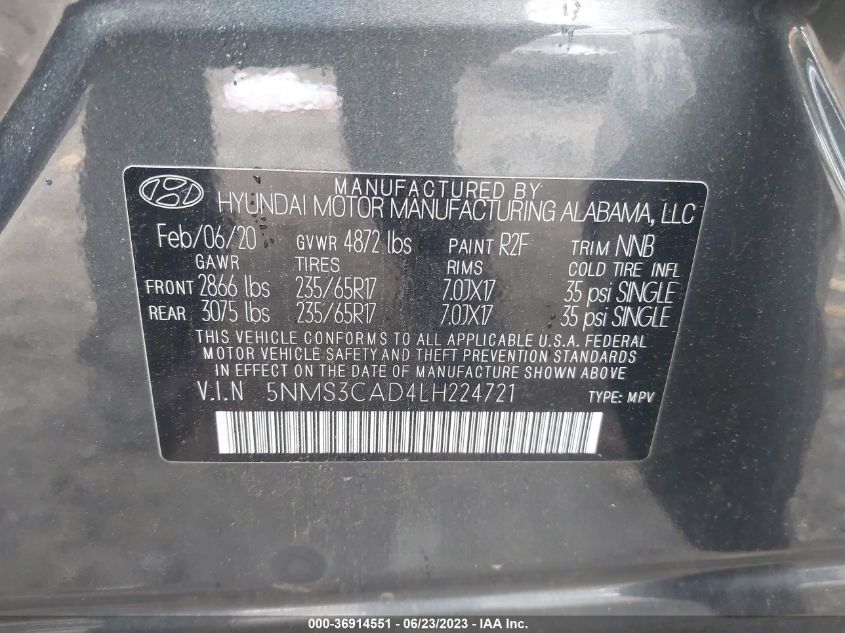 MANUFACTURED BY
HYUNDAI MOTOR MANUFACTURING ALABAMA, LLC
Feb/06/20 GVWR 4872 lbs PAINT R2F TRIM NNB
GAWR TIRES RIMS COLD TIRE INFL
FRONT 2866 lbs 235/65R17 7.0JX17 35 psi SINGLE
REAR 3075 lbs 235/65R17 7.0JX17 35 psi SINGLE
THIS VEHICLE CONFORMS TO ALL APPLICABLE U.S.A. FEDERAL
MOTOR VEHICLE SAFETY AND THEFT PREVENTION STANDARDS
IN EFFECT ON THE DATE OF MANUFACTURE SHOWN ABOVE.
V.I.N 5NMS3CAD4LH224721 TYPE: MPV
000-36914551 - 06/23/2023 - IAA Inc.